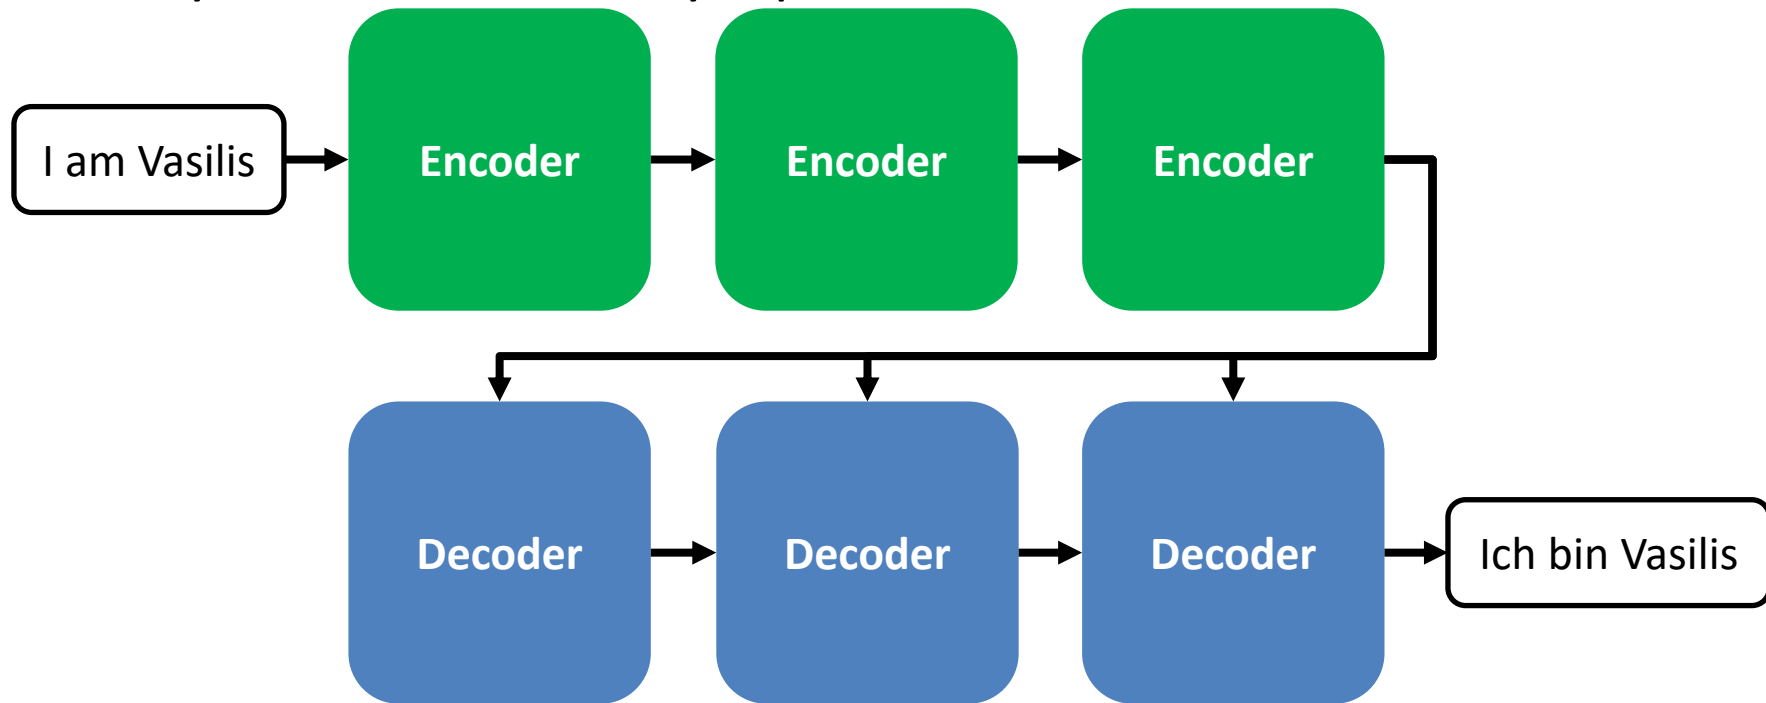 I am Vasilis
Encoder
Encoder
Encoder
Decoder
Decoder
Decoder
Ich bin Vasilis